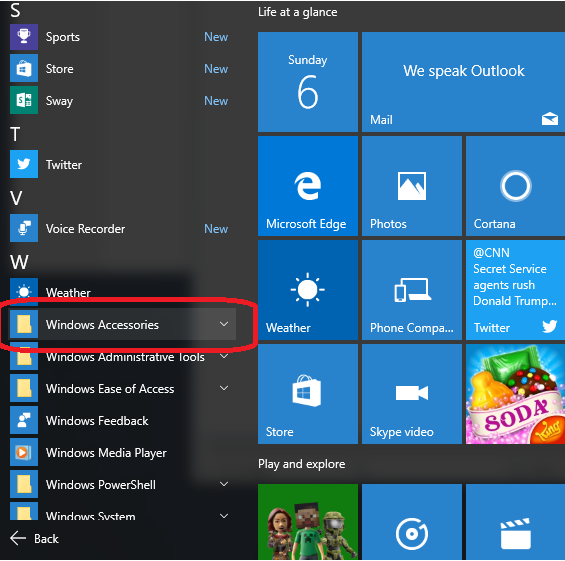 S
Sports New
Store New
Sway New
T
Twitter
V
Voice Recorder New
W
Weather
Windows Accessories
Windows Administrative Tools
Windows Ease of Access
Windows Feedback
Windows Media Player
Windows PowerShell
Windows System
Back
Life at a glance
Sunday
6
We speak Outlook
Mail
Microsoft Edge
Photos
Cortana
Weather
Phone Compa...
@CNN
Secret Service
agents rush
Donald Trump...
Twitter
Store
Skype video
SODA
King
Play and explore